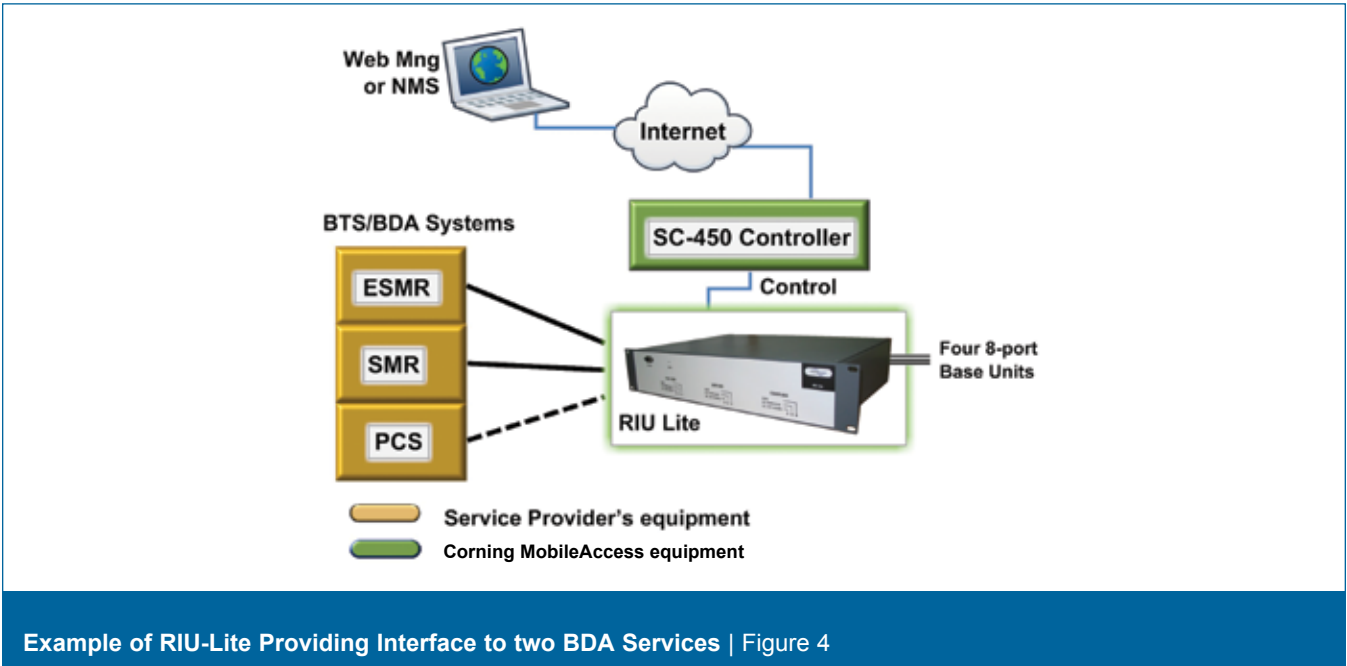 Web Mng
or NMS
Internet
BTS/BDA Systems
SC-450 Controller
ESMR
Control
SMR
Four 8-port
Base Units
RIU Lite
PCS
Service Provider's equipment
Corning MobileAccess equipment
Example of RIU-Lite Providing Interface to two BDA Services | Figure 4